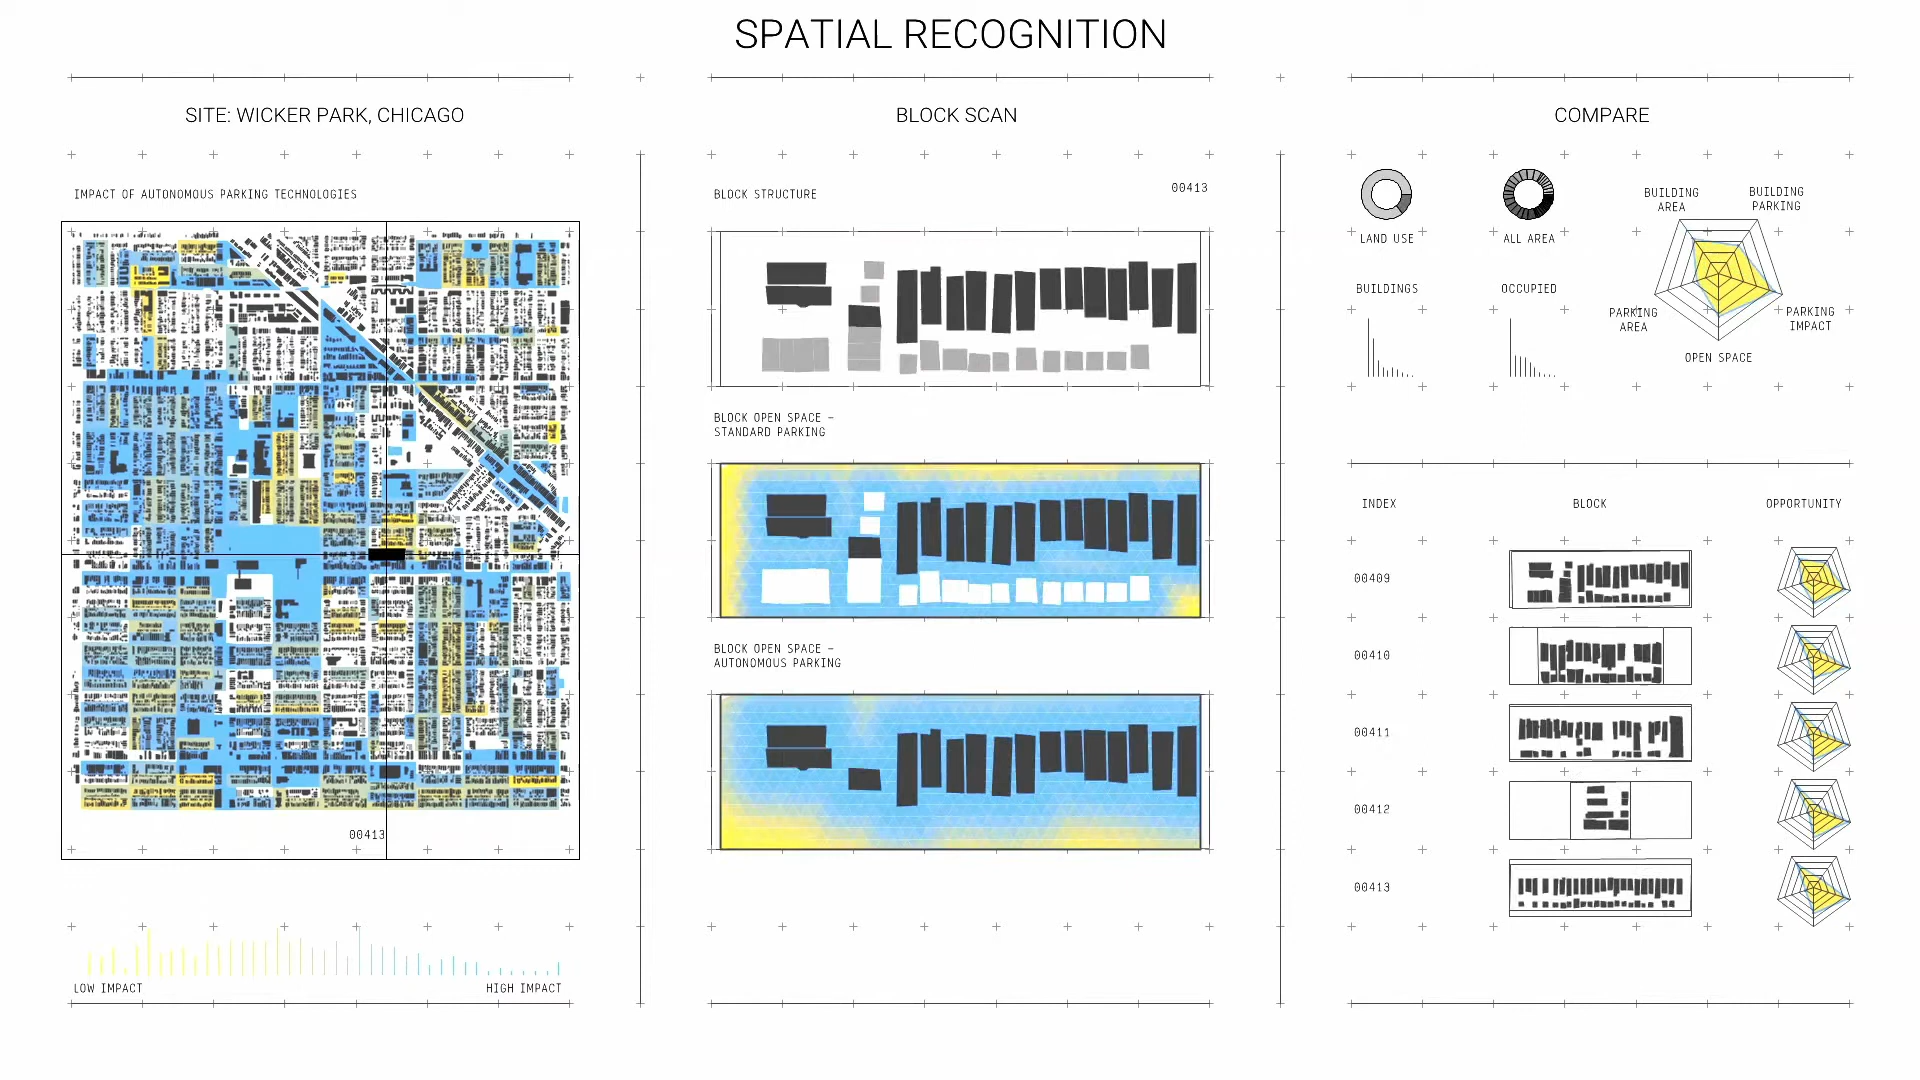 SPATIAL RECOGNITION
SITE: WICKER PARK, CHICAGO
IMPACT OF AUTONOMOUS PARKING TECHNOLOGIES
00413
LOW IMPACT
HIGH IMPACT
BLOCK SCAN
BLOCK STRUCTURE
00413
BLOCK OPEN SPACE –
STANDARD PARKING
BLOCK OPEN SPACE –
AUTONOMOUS PARKING
COMPARE
LAND USE
ALL AREA
BUILDINGS
OCCUPIED
BUILDING
AREA
BUILDING
PARKING
PARKING
AREA
PARKING
IMPACT
OPEN SPACE
INDEX
BLOCK
OPPORTUNITY
00409
00410
00411
00412
00413